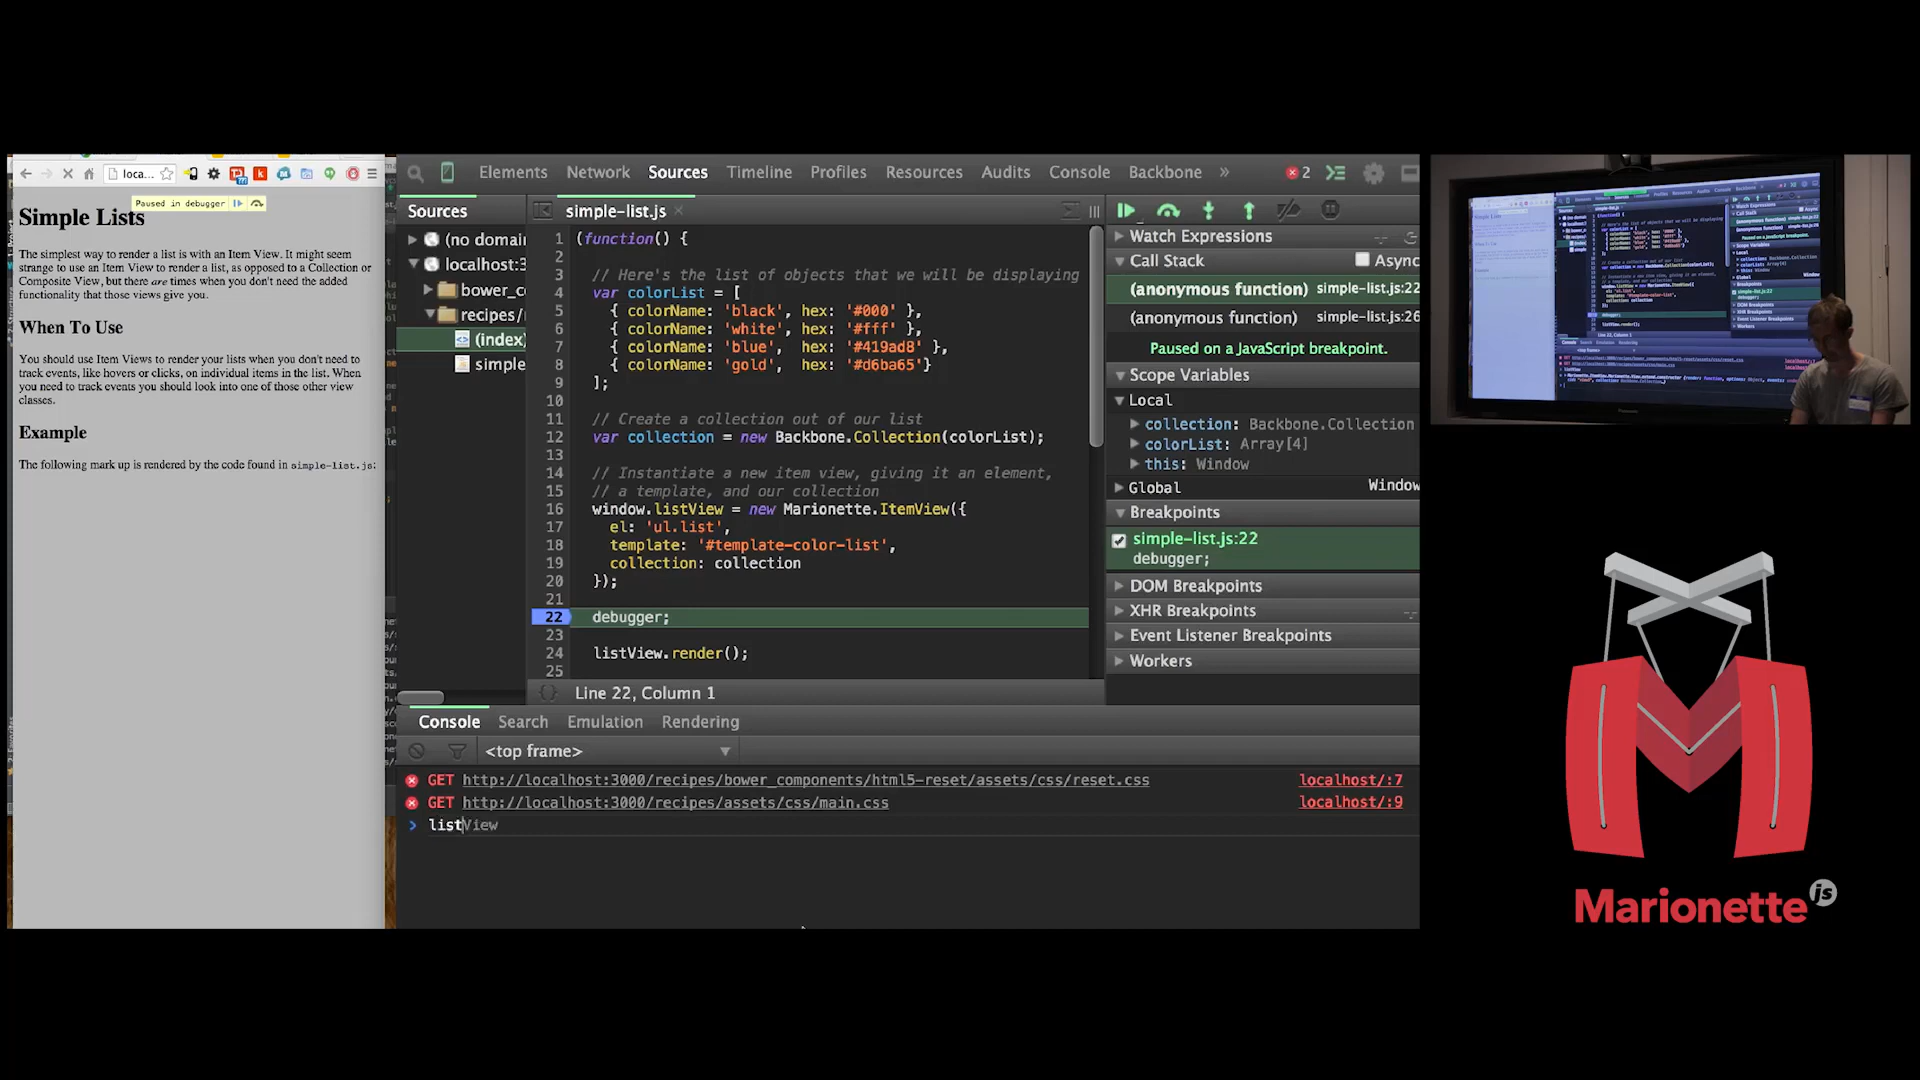 loca...
Paused in debugger
Simple Lists
The simplest way to render a list is with an Item View. It might seem
strange to use an Item View to render a list, as opposed to a Collection or
Composite View, but there are times when you don't need the added
functionality that those views give you.
When To Use
You should use Item Views to render your lists when you don't need to
track events, like hovers or clicks, on individual items in the list. When
you need to track events you should look into one of those other view
classes.
Example
The following mark up is rendered by the code found in simple-list.js:
Elements Network Sources Timeline Profiles Resources Audits Console Backbone » 2
Sources
(no domain
localhost:3
bower_c
recipes/
(index)
simple
simple-list.js ×
1 (function() {
2
3 // Here's the list of objects that we will be displaying
4 var colorList = [
5 { colorName: 'black', hex: '#000' },
6 { colorName: 'white', hex: '#fff' },
7 { colorName: 'blue', hex: '#419ad8' },
8 { colorName: 'gold', hex: '#d6ba65'}
9 ];
10
11 // Create a collection out of our list
12 var collection = new Backbone.Collection(colorList);
13
14 // Instantiate a new item view, giving it an element,
15 // a template, and our collection
16 window.listView = new Marionette.ItemView({
17 el: 'ul.list',
18 template: '#template-color-list',
19 collection: collection
20 });
21
22 debugger;
23
24 listView.render();
25
{} Line 22, Column 1
Watch Expressions
Call Stack Async
(anonymous function) simple-list.js:22
(anonymous function) simple-list.js:26
Paused on a JavaScript breakpoint.
Scope Variables
Local
collection: Backbone.Collection
colorList: Array[4]
this: Window
Global Window
Breakpoints
simple-list.js:22
debugger;
DOM Breakpoints
XHR Breakpoints
Event Listener Breakpoints
Workers
Console Search Emulation Rendering
<top frame>
GET http://localhost:3000/recipes/bower_components/html5-reset/assets/css/reset.css localhost/:7
GET http://localhost:3000/recipes/assets/css/main.css localhost/:9
> listView
Marionette js